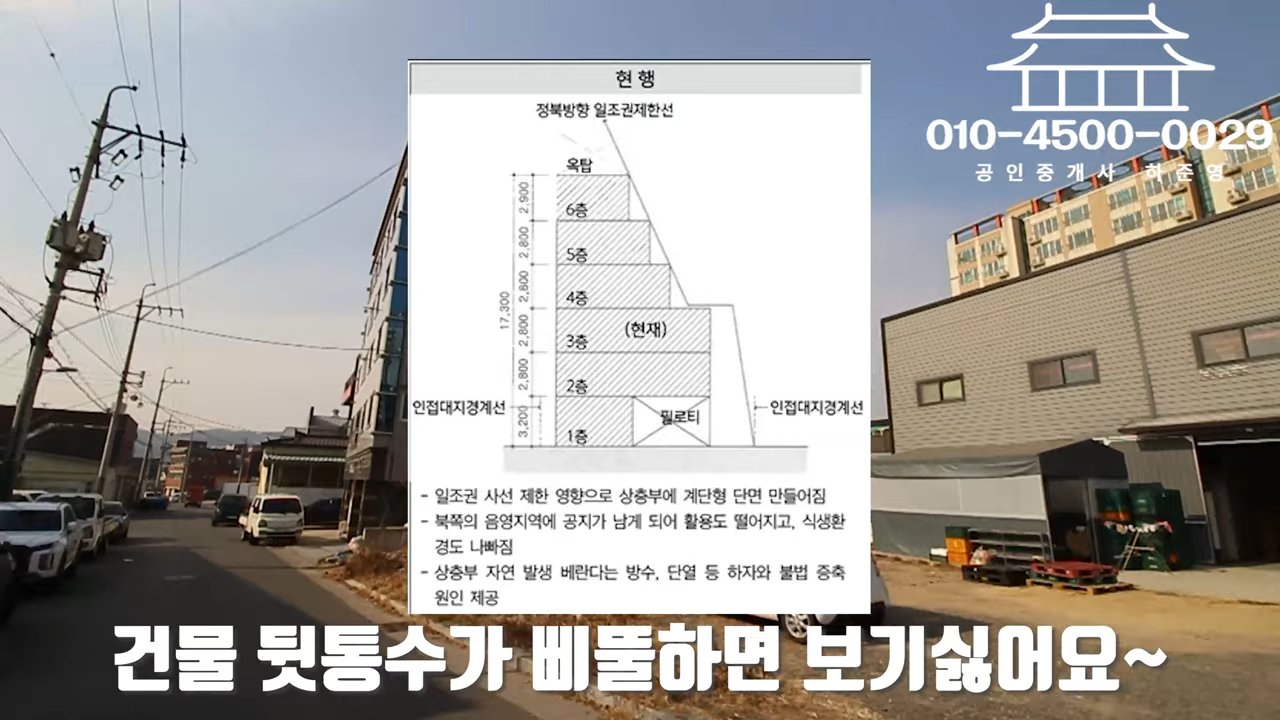 현 행
정북방향 일조권제한선
옥탑
6층
5층
4층
3층
(현재)
2층
1층
필로티
2,900
2,800
2,800
2,800
2,800
3,200
17,300
인접대지경계선
인접대지경계선
- 일조권 사선 제한 영향으로 상층부에 계단형 단면 만들어짐
- 북쪽의 음영지역에 공지가 남게 되어 활용도 떨어지고, 식생환
경도 나빠짐
- 상층부 자연 발생 베란다는 방수, 단열 등 하자와 불법 증축
원인 제공
010-4500-0029
공인중개사 허준영
건물 뒷통수가 삐뚤하면 보기싫어요~